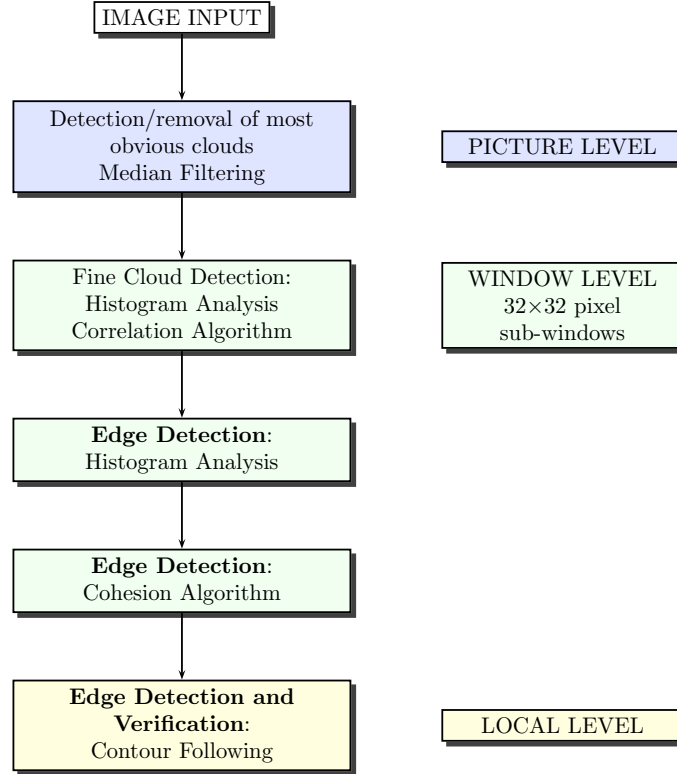 IMAGE INPUT
Detection/removal of most
obvious clouds
Median Filtering
PICTURE LEVEL
Fine Cloud Detection:
Histogram Analysis
Correlation Algorithm
WINDOW LEVEL
32×32 pixel
sub-windows
Edge Detection:
Histogram Analysis
Edge Detection:
Cohesion Algorithm
Edge Detection and
Verification:
Contour Following
LOCAL LEVEL